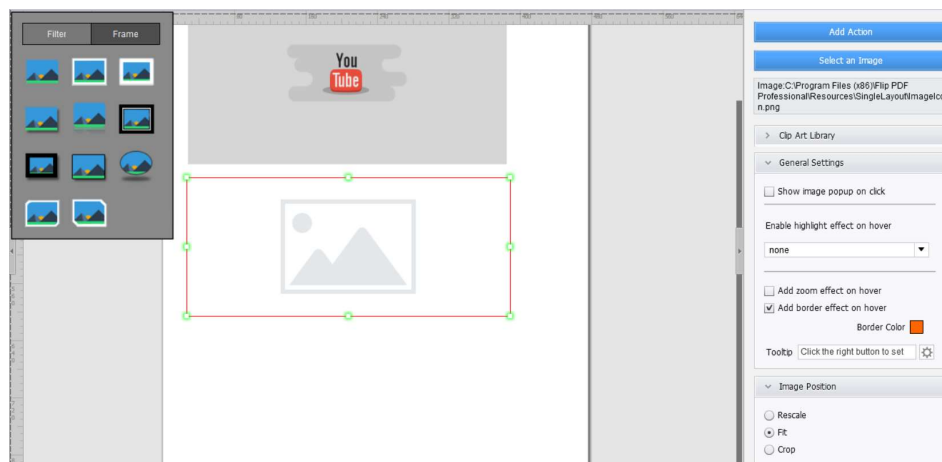 Filter Frame
You
Tube
Add Action
Select an Image
Image:C:\Program Files (x86)\Flip PDF
Professional\Resources\SingleLayout\ImageIco
n.png
Clip Art Library
General Settings
Show image popup on click
Enable highlight effect on hover
none
Add zoom effect on hover
Add border effect on hover
Border Color
Tooltip Click the right button to set
Image Position
Rescale
Fit
Crop